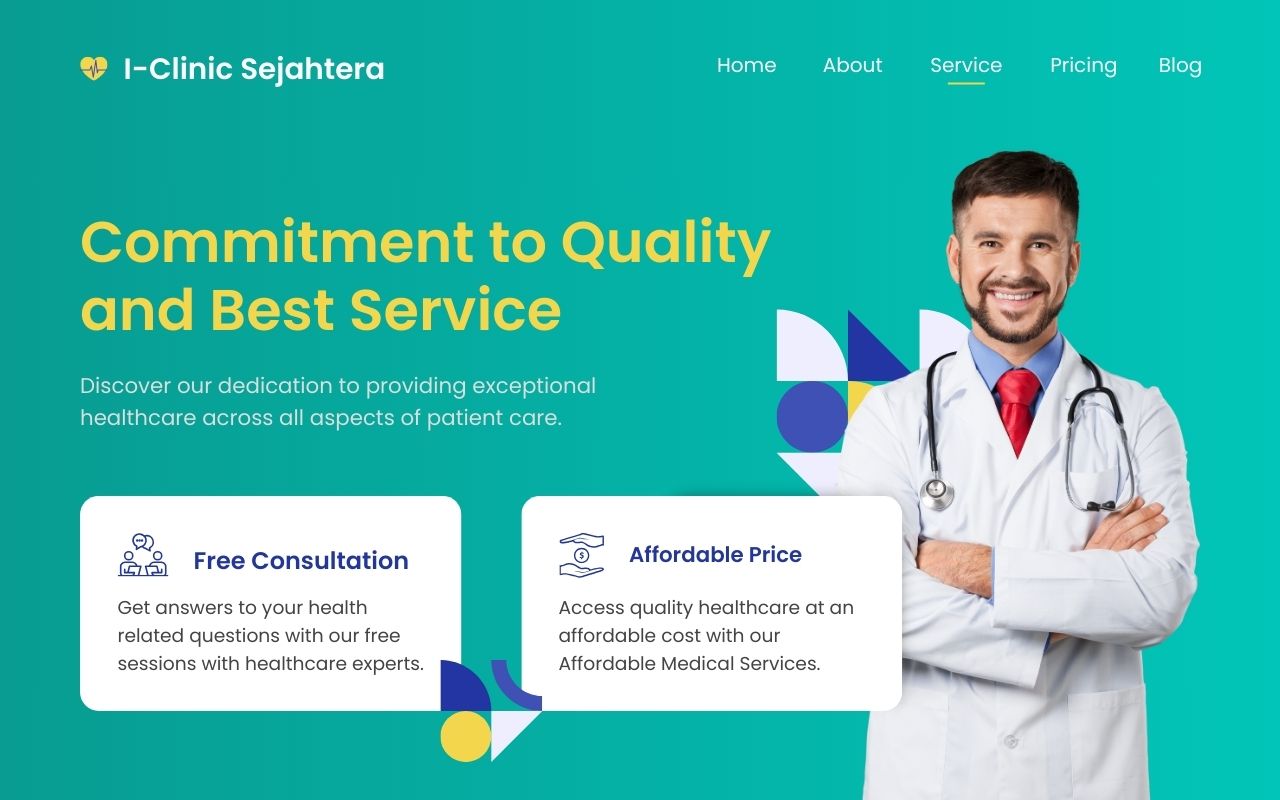 I-Clinic Sejahtera
Home About Service Pricing Blog
Commitment to Quality
and Best Service
Discover our dedication to providing exceptional
healthcare across all aspects of patient care.
Free Consultation
Get answers to your health
related questions with our free
sessions with healthcare experts.
Affordable Price
Access quality healthcare at an
affordable cost with our
Affordable Medical Services.